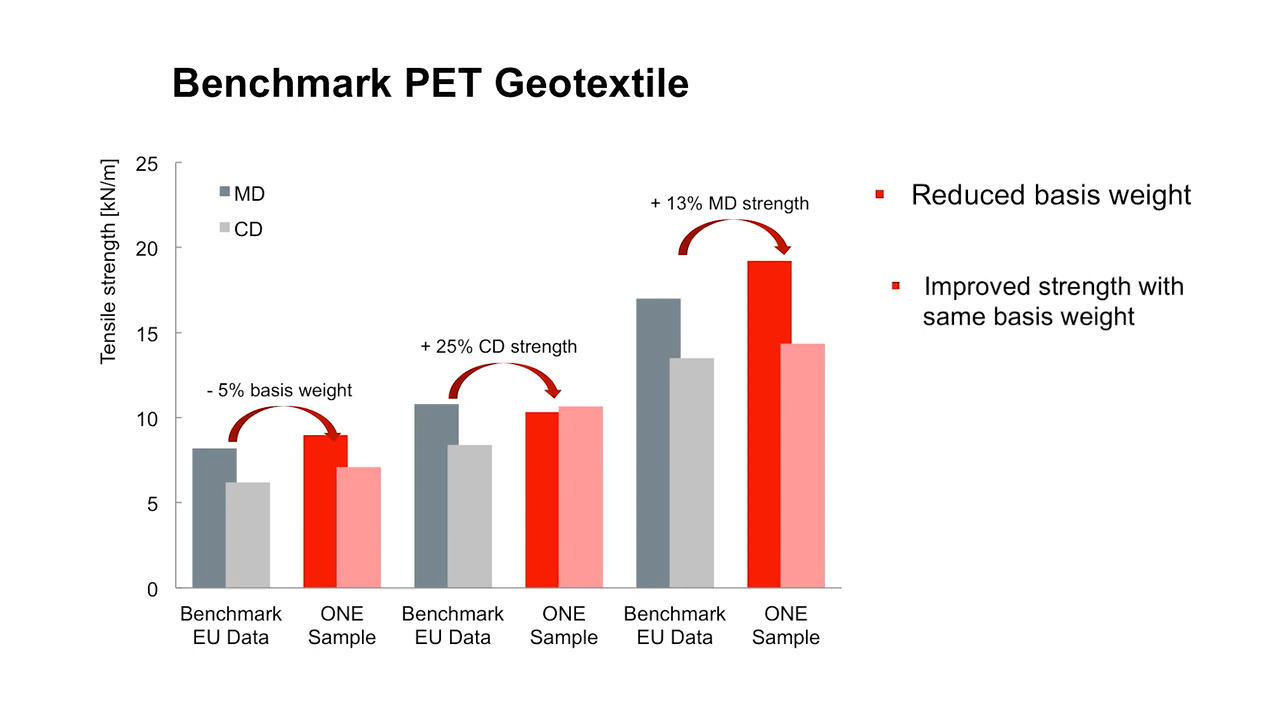 Benchmark PET Geotextile
Tensile strength [kN/m]
25
20
15
10
5
0
MD
CD
- 5% basis weight
+ 25% CD strength
+ 13% MD strength
Benchmark
EU Data
ONE
Sample
Benchmark
EU Data
ONE
Sample
Benchmark
EU Data
ONE
Sample
Reduced basis weight
Improved strength with
same basis weight